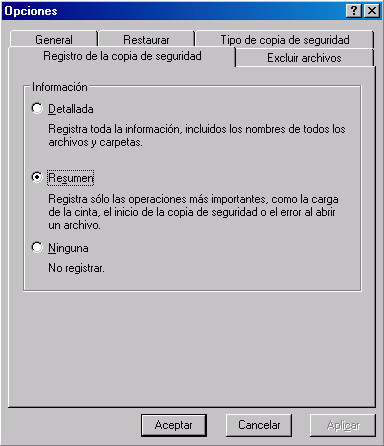 Opciones
General Restaurar Tipo de copia de seguridad
Registro de la copia de seguridad Excluir archivos
Información
Detallada
Registra toda la información, incluidos los nombres de todos los
archivos y carpetas.
Resumen
Registra sólo las operaciones más importantes, como la carga
de la cinta, el inicio de la copia de seguridad o el error al abrir
un archivo.
Ninguna
No registrar.
Aceptar Cancelar Aplicar